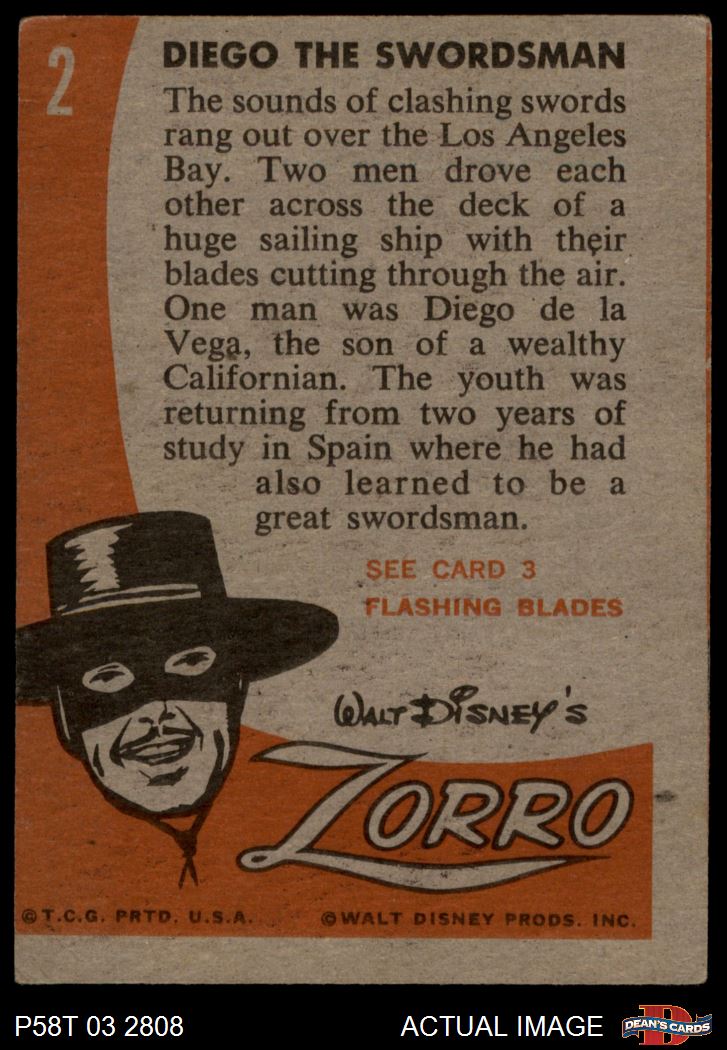 2
DIEGO THE SWORDSMAN
The sounds of clashing swords
rang out over the Los Angeles
Bay. Two men drove each
other across the deck of a
huge sailing ship with their
blades cutting through the air.
One man was Diego de la
Vega, the son of a wealthy
Californian. The youth was
returning from two years of
study in Spain where he had
also learned to be a
great swordsman.
SEE CARD 3
FLASHING BLADES
WALT DISNEY'S
ZORRO
©T.C.G. PRTD. U.S.A. ©WALT DISNEY PRODS. INC.
P58T 03 2808 ACTUAL IMAGE
D
DEAN'S CARDS